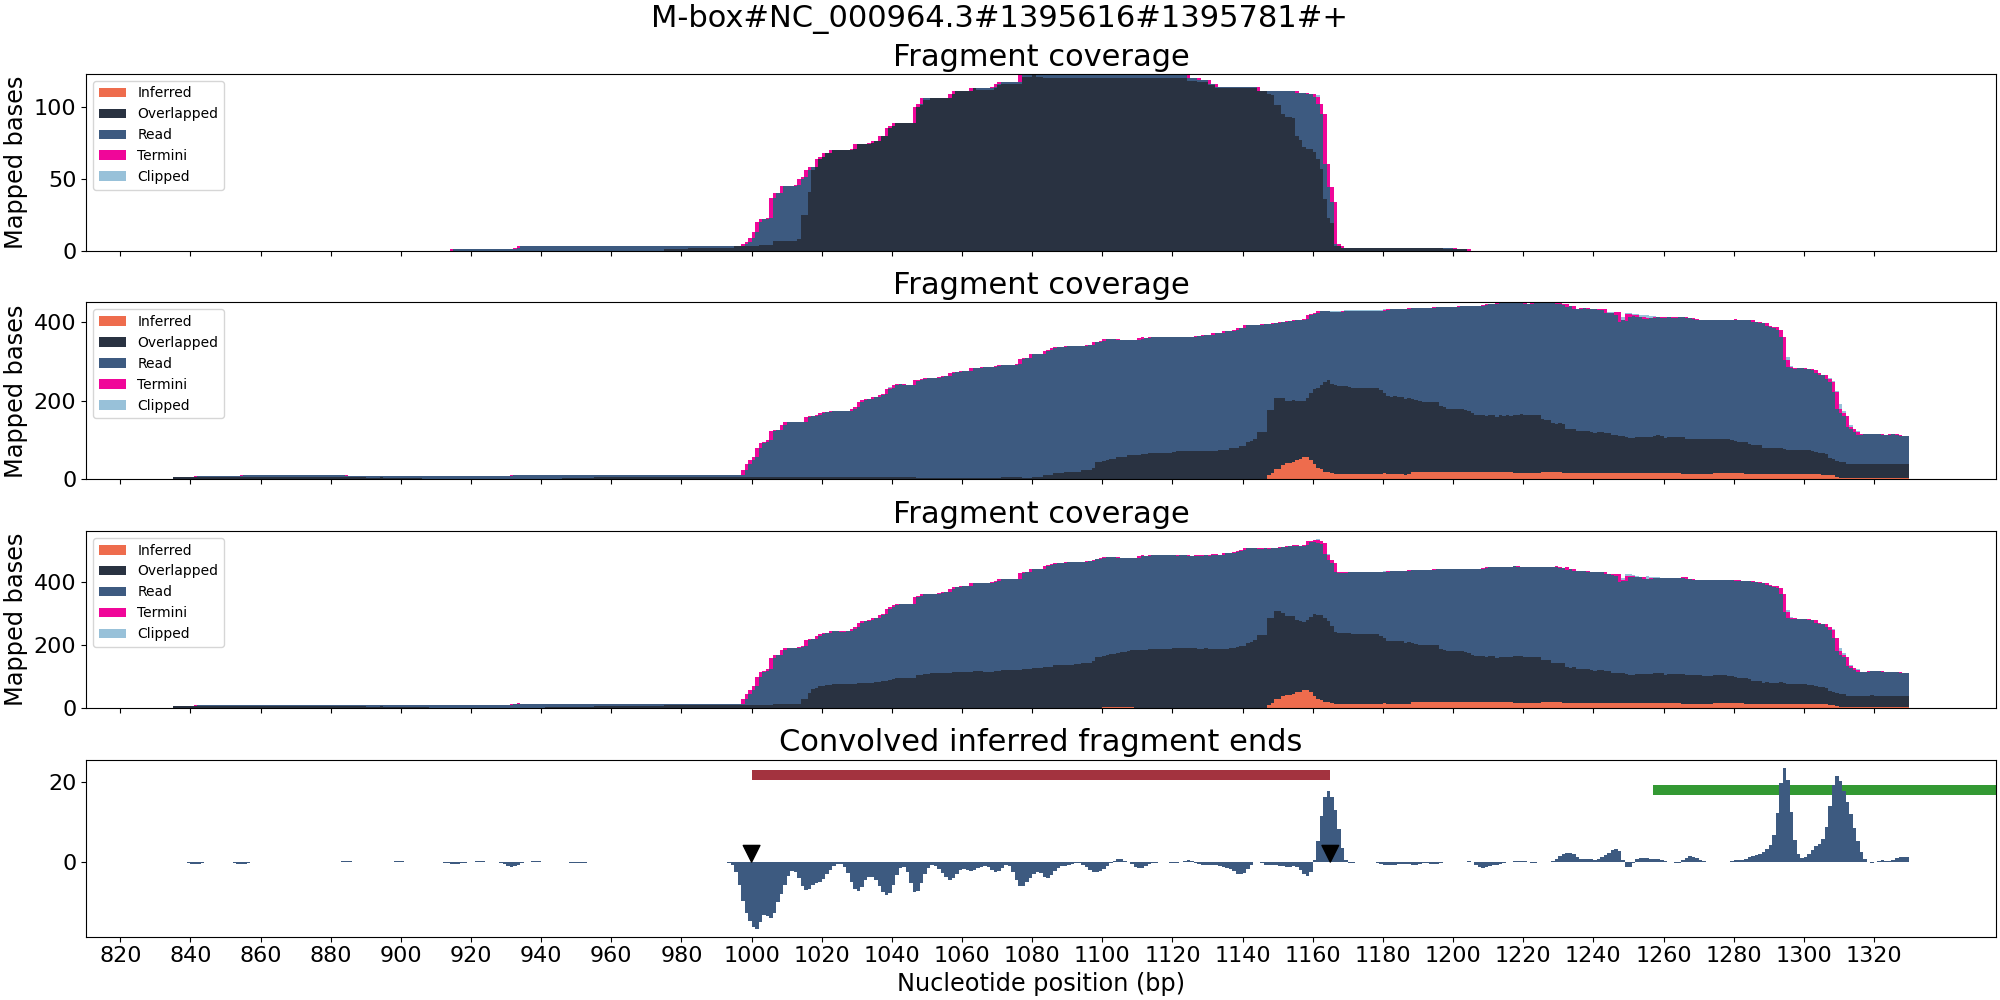 M-box#NC_000964.3#1395616#1395781#+
Fragment coverage
Mapped bases
100
50
0
Inferred
Overlapped
Read
Termini
Clipped
Fragment coverage
Mapped bases
400
200
0
Inferred
Overlapped
Read
Termini
Clipped
Fragment coverage
Mapped bases
400
200
0
Inferred
Overlapped
Read
Termini
Clipped
Convolved inferred fragment ends
20
0
820 840 860 880 900 920 940 960 980 1000 1020 1040 1060 1080 1100 1120 1140 1160 1180 1200 1220 1240 1260 1280 1300 1320
Nucleotide position (bp)